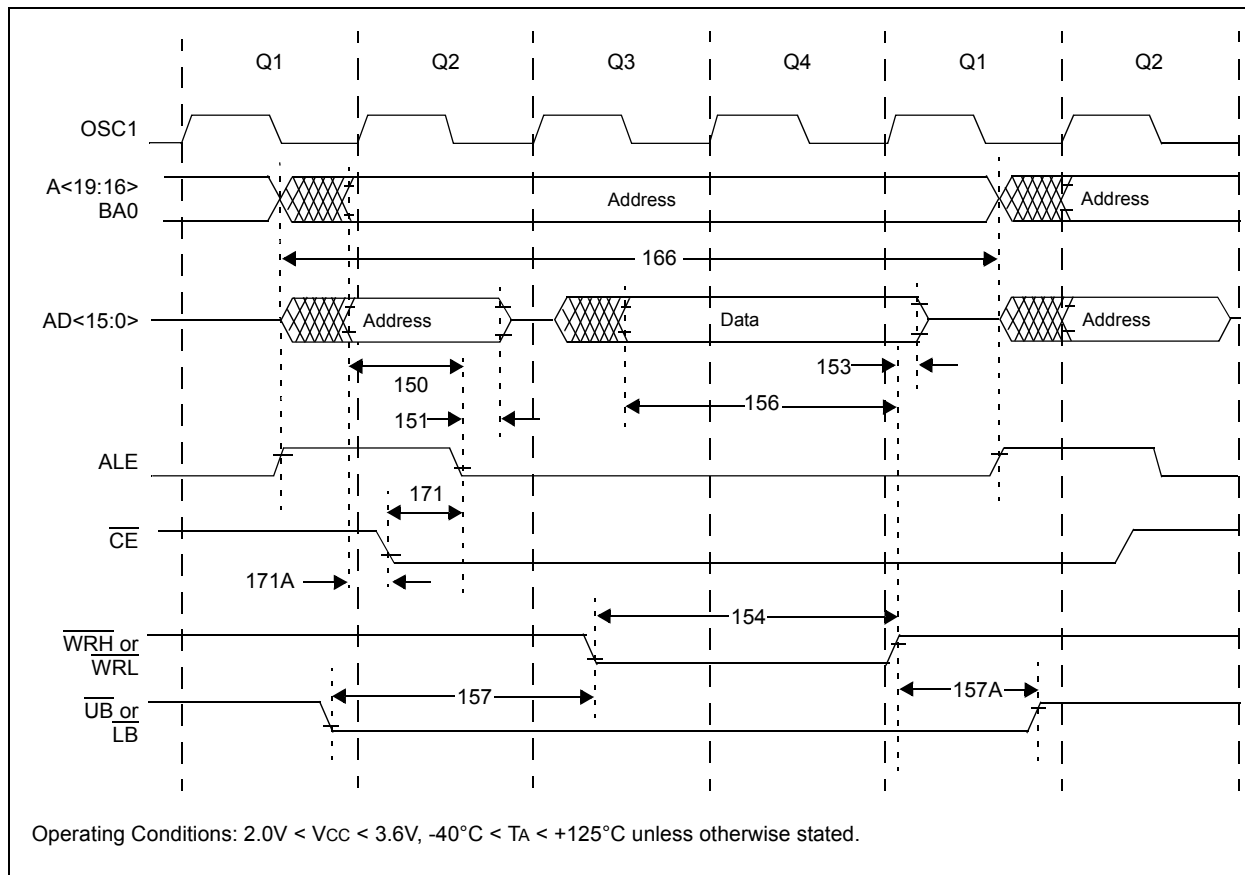 Q1 Q2 Q3 Q4 Q1 Q2
OSC1
A<19:16>
BA0
Address
Address
166
AD<15:0>
Address
Data
Address
150
153
151
156
ALE
171
CE
171A
154
WRH or
WRL
157
157A
UB or
LB
Operating Conditions: 2.0V < VCC < 3.6V, -40°C < TA < +125°C unless otherwise stated.